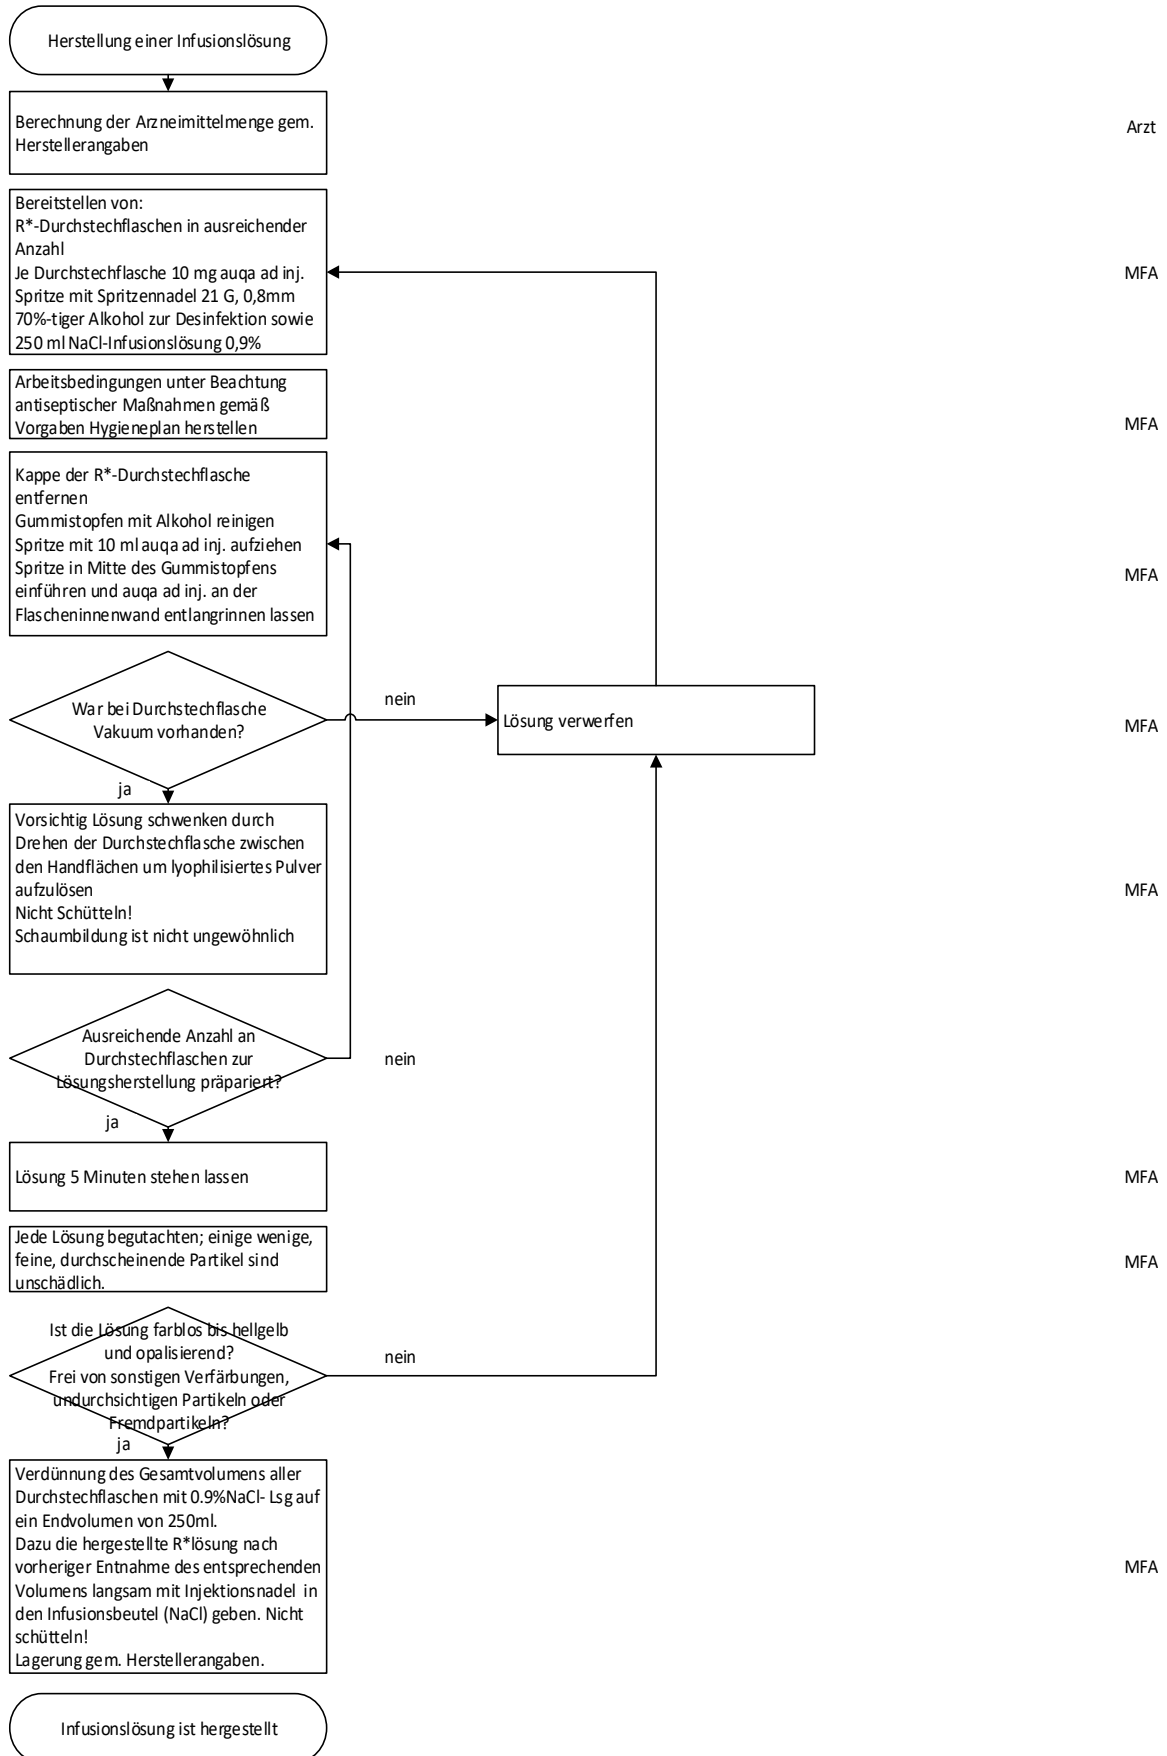 Herstellung einer Infusionslösung
Berechnung der Arzneimittelmenge gem.
Herstellerangaben
Arzt
Bereitstellen von:
R*-Durchstechflaschen in ausreichender
Anzahl
Je Durchstechflasche 10 mg auqa ad inj.
Spritze mit Spritzennadel 21 G, 0,8mm
70%-tiger Alkohol zur Desinfektion sowie
250 ml NaCl-Infusionslösung 0,9%
MFA
Arbeitsbedingungen unter Beachtung
antiseptischer Maßnahmen gemäß
Vorgaben Hygieneplan herstellen
MFA
Kappe der R*-Durchstechflasche
entfernen
Gummistopfen mit Alkohol reinigen
Spritze mit 10 ml auqa ad inj. aufziehen
Spritze in Mitte des Gummistopfens
einführen und auqa ad inj. an der
Flascheninnenwand entlangrinnen lassen
MFA
War bei Durchstechflasche
Vakuum vorhanden?
nein
Lösung verwerfen
MFA
ja
Vorsichtig Lösung schwenken durch
Drehen der Durchstechflasche zwischen
den Handflächen um lyophilisiertes Pulver
aufzulösen
Nicht Schütteln!
Schaumbildung ist nicht ungewöhnlich
MFA
Ausreichende Anzahl an
Durchstechflaschen zur
Lösungsherstellung präpariert?
nein
ja
Lösung 5 Minuten stehen lassen
MFA
Jede Lösung begutachten; einige wenige,
feine, durchscheinende Partikel sind
unschädlich.
MFA
Ist die Lösung farblos bis hellgelb
und opalisierend?
Frei von sonstigen Verfärbungen,
undurchsichtigen Partikeln oder
Fremdpartikeln?
nein
ja
Verdünnung des Gesamtvolumens aller
Durchstechflaschen mit 0.9%NaCl- Lsg auf
ein Endvolumen von 250ml.
Dazu die hergestellte R*lösung nach
vorheriger Entnahme des entsprechenden
Volumens langsam mit Injektionsnadel in
den Infusionsbeutel (NaCl) geben. Nicht
schütteln!
Lagerung gem. Herstellerangaben.
MFA
Infusionslösung ist hergestellt